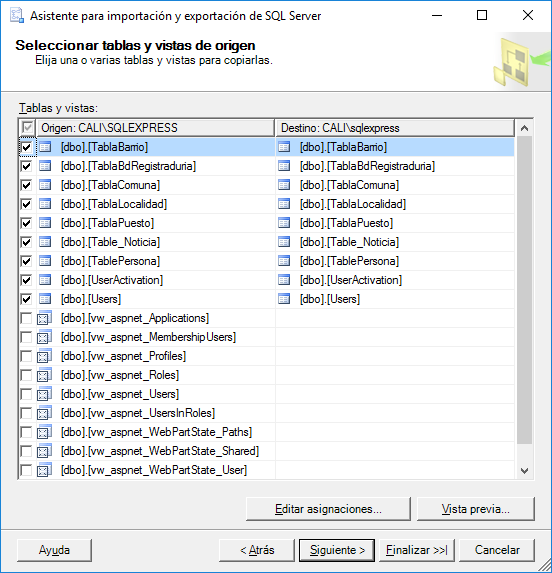 Asistente para importación y exportación de SQL Server
Seleccionar tablas y vistas de origen
Elija una o varias tablas y vistas para copiarlas.
Tablas y vistas:
Origen: CALI\SQLEXPRESS Destino: CALI\sqlexpress
[dbo].[TablaBarrio] [dbo].[TablaBarrio]
[dbo].[TablaBdRegistraduria] [dbo].[TablaBdRegistraduria]
[dbo].[TablaComuna] [dbo].[TablaComuna]
[dbo].[TablaLocalidad] [dbo].[TablaLocalidad]
[dbo].[TablaPuesto] [dbo].[TablaPuesto]
[dbo].[Table_Noticia] [dbo].[Table_Noticia]
[dbo].[TablePersona] [dbo].[TablePersona]
[dbo].[UserActivation] [dbo].[UserActivation]
[dbo].[Users] [dbo].[Users]
[dbo].[vw_aspnet_Applications]
[dbo].[vw_aspnet_MembershipUsers]
[dbo].[vw_aspnet_Profiles]
[dbo].[vw_aspnet_Roles]
[dbo].[vw_aspnet_Users]
[dbo].[vw_aspnet_UsersInRoles]
[dbo].[vw_aspnet_WebPartState_Paths]
[dbo].[vw_aspnet_WebPartState_Shared]
[dbo].[vw_aspnet_WebPartState_User]
Editar asignaciones... Vista previa...
Ayuda < Atrás Siguiente > Finalizar >>| Cancelar